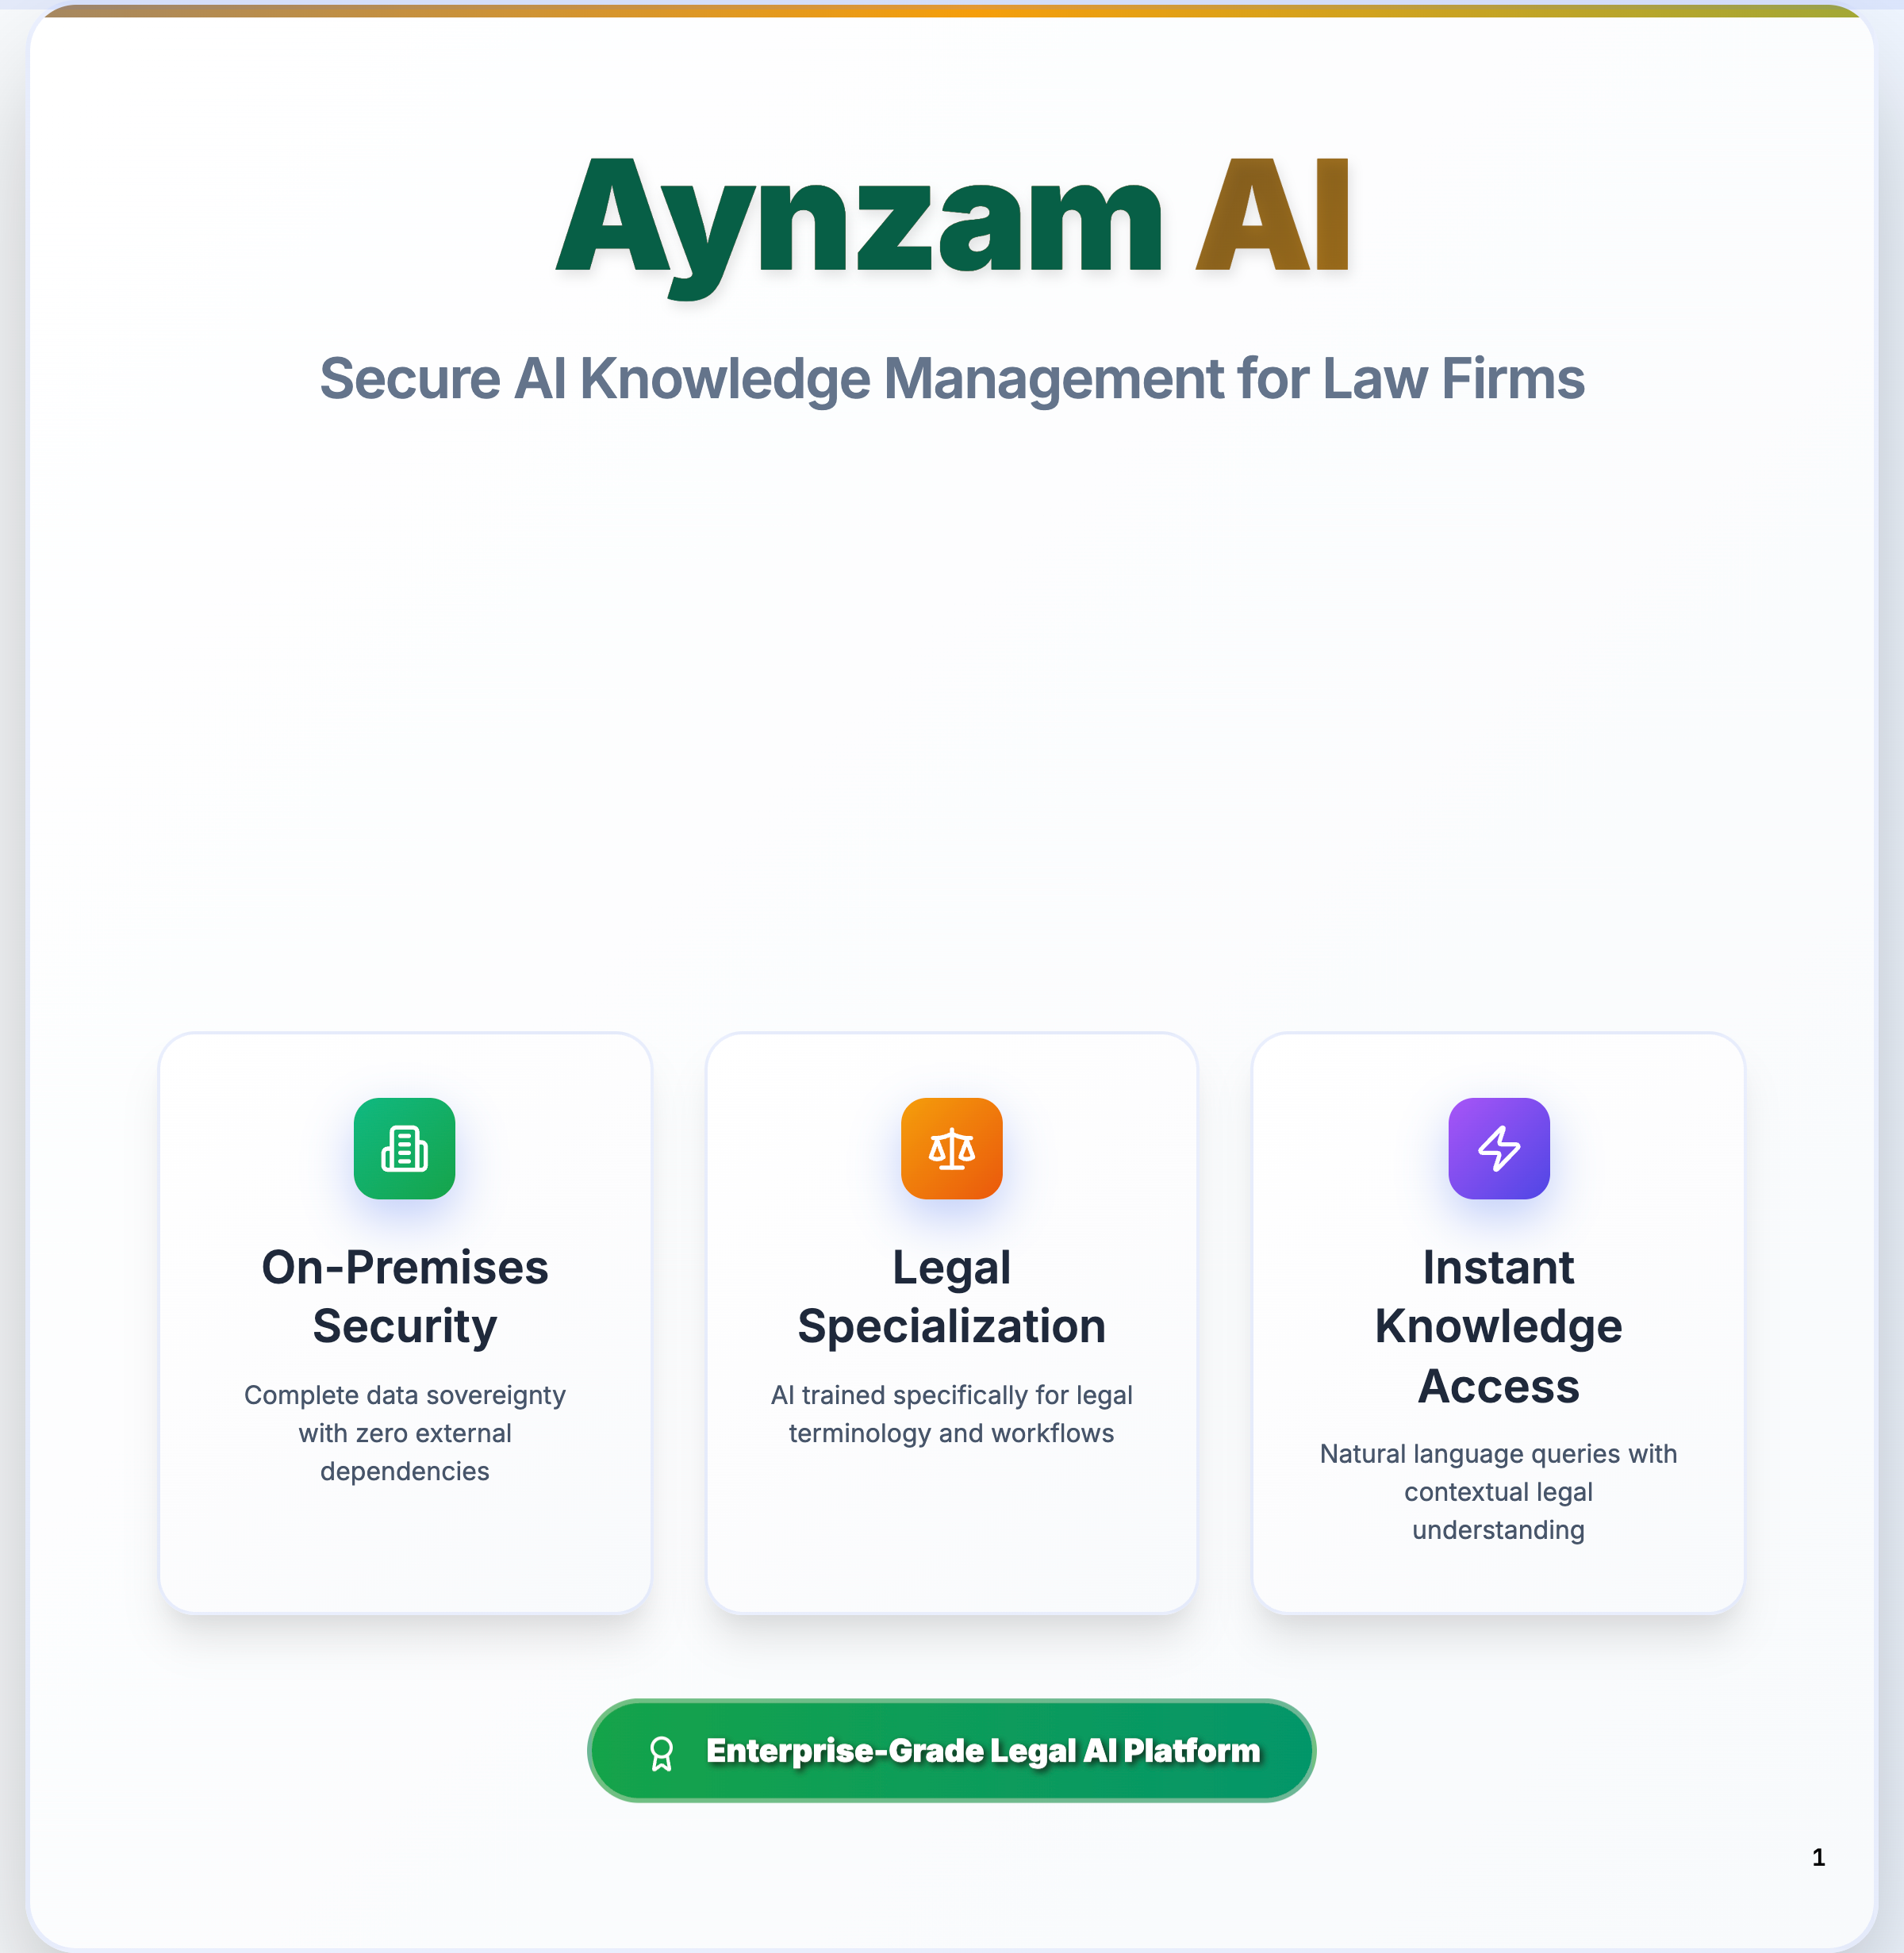 Aynzam AI
Secure AI Knowledge Management for Law Firms
On-Premises
Security
Complete data sovereignty
with zero external
dependencies
Legal
Specialization
AI trained specifically for legal
terminology and workflows
Instant
Knowledge
Access
Natural language queries with
contextual legal
understanding
Enterprise-Grade Legal AI Platform
1